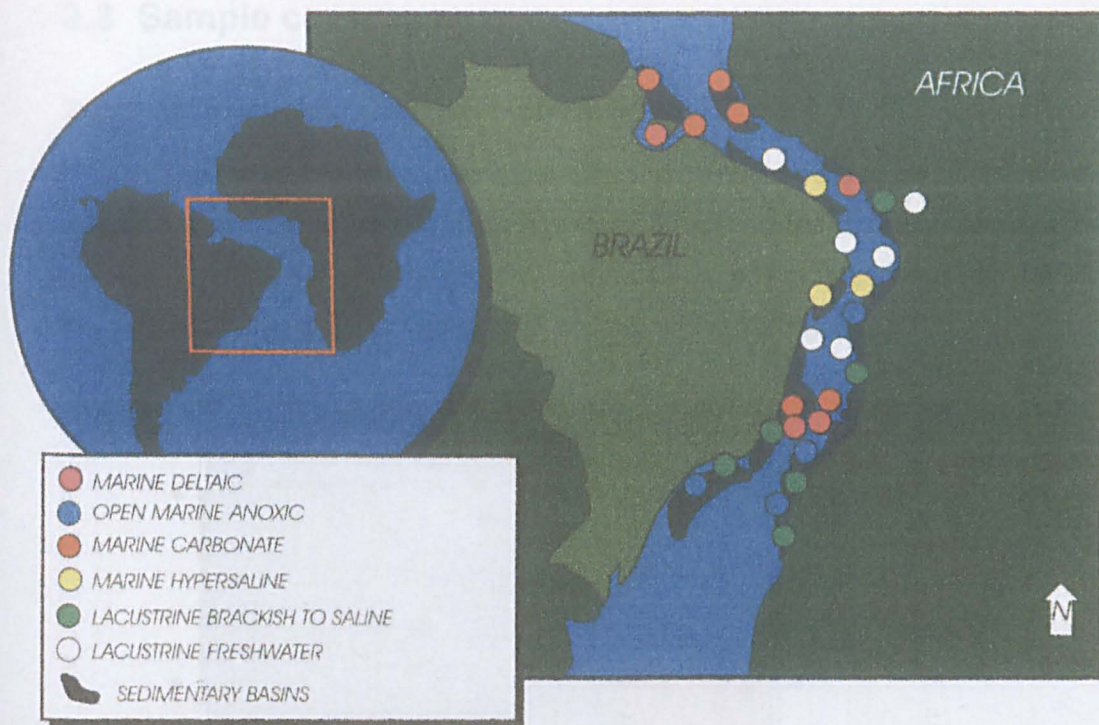 AFRICA
BRAZIL
MARINE DELTAIC
OPEN MARINE ANOXIC
MARINE CARBONATE
MARINE HYPERSALINE
LACUSTRINE BRACKISH TO SALINE
LACUSTRINE FRESHWATER
SEDIMENTARY BASINS
N